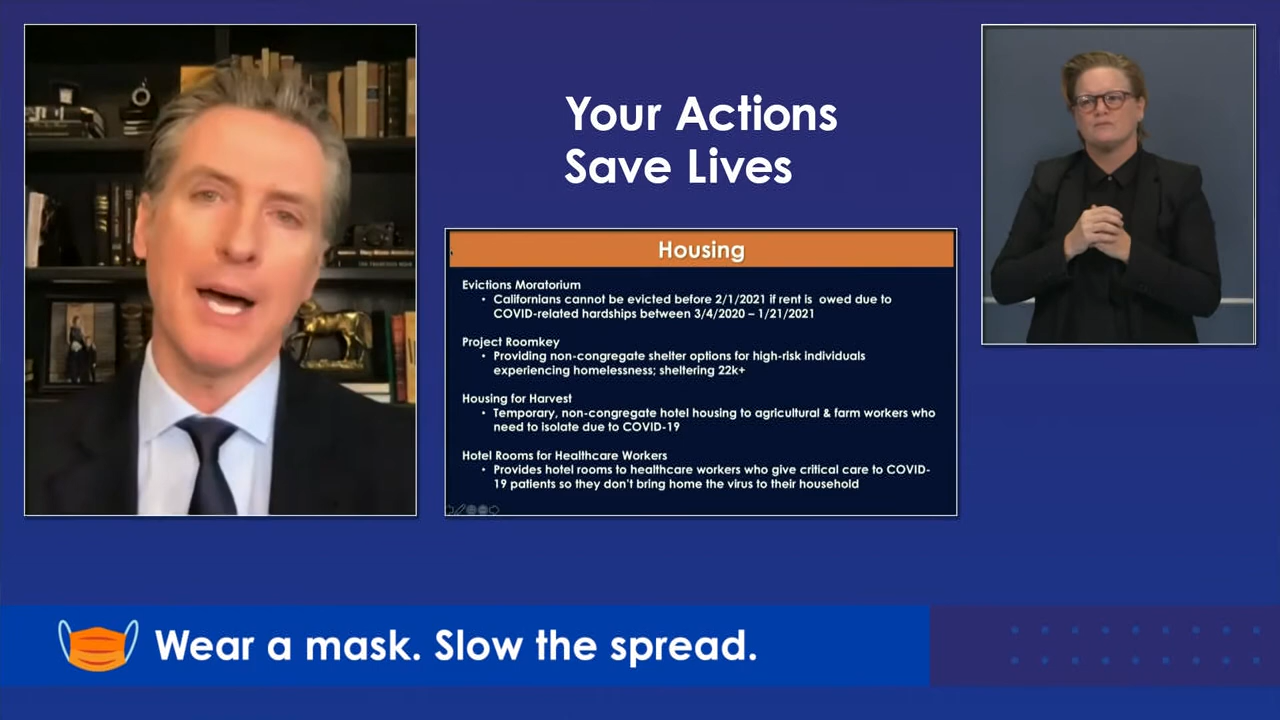 Your Actions
Save Lives
Housing
Evictions Moratorium
• Californians cannot be evicted before 2/1/2021 if rent is owed due to
COVID-related hardships between 3/4/2020 – 1/21/2021
Project Roomkey
• Providing non-congregate shelter options for high-risk individuals
experiencing homelessness; sheltering 22k+
Housing for Harvest
• Temporary, non-congregate hotel housing to agricultural & farm workers who
need to isolate due to COVID-19
Hotel Rooms for Healthcare Workers
• Provides hotel rooms to healthcare workers who give critical care to COVID-
19 patients so they don't bring home the virus to their household
Wear a mask. Slow the spread.